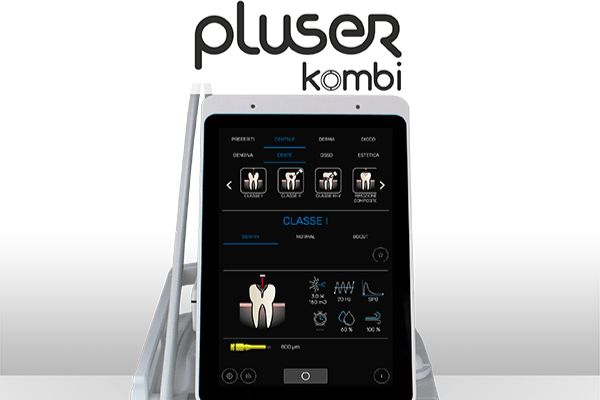 pluser
kombi
PREFERITI DENTALE DERMA DIODO
GENGIVA DENTE OSSO ESTETICA
CLASSE I CLASSE II CLASSE III-V RIMOZIONE
COMPOSITE
CLASSE I
DENTIN NORMAL BOOST
3.0 W 20 Hz SPD
150 mJ
--- 60 % 100 %
600 µm